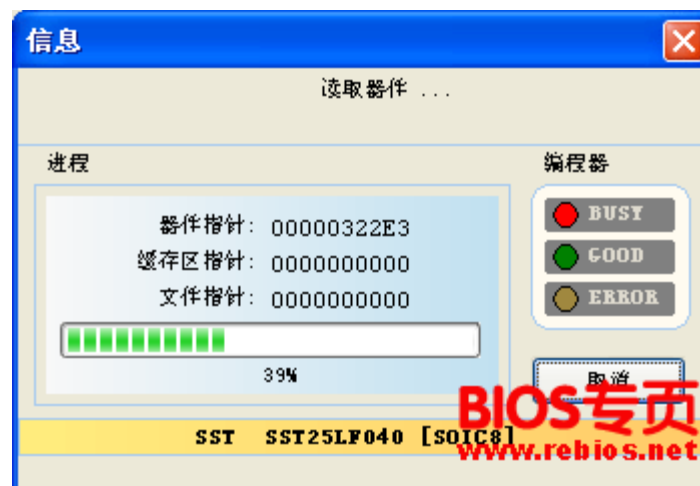 信息
读取器件 ...
进程
编程器
器件指针: 00000322E3
缓存区指针: 0000000000
文件指针: 0000000000
39%
BUSY
GOOD
ERROR
取消
BIOS专页
SST SST25LF040 [SOIC8]
www.rebios.net